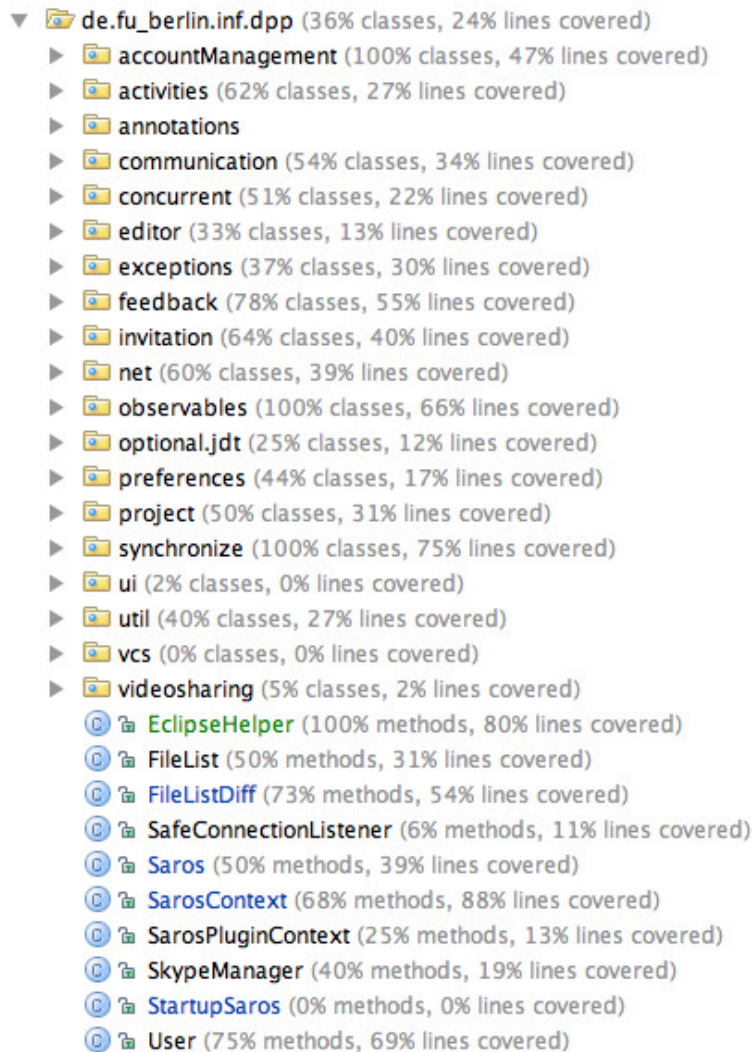 de.fu_berlin.inf.dpp (36% classes, 24% lines covered)
accountManagement (100% classes, 47% lines covered)
activities (62% classes, 27% lines covered)
annotations
communication (54% classes, 34% lines covered)
concurrent (51% classes, 22% lines covered)
editor (33% classes, 13% lines covered)
exceptions (37% classes, 30% lines covered)
feedback (78% classes, 55% lines covered)
invitation (64% classes, 40% lines covered)
net (60% classes, 39% lines covered)
observables (100% classes, 66% lines covered)
optional.jdt (25% classes, 12% lines covered)
preferences (44% classes, 17% lines covered)
project (50% classes, 31% lines covered)
synchronize (100% classes, 75% lines covered)
ui (2% classes, 0% lines covered)
util (40% classes, 27% lines covered)
vcs (0% classes, 0% lines covered)
videosharing (5% classes, 2% lines covered)
C EclipseHelper (100% methods, 80% lines covered)
C FileList (50% methods, 31% lines covered)
C FileListDiff (73% methods, 54% lines covered)
C SafeConnectionListener (6% methods, 11% lines covered)
C Saros (50% methods, 39% lines covered)
C SarosContext (68% methods, 88% lines covered)
C SarosPluginContext (25% methods, 13% lines covered)
C SkypeManager (40% methods, 19% lines covered)
C StartupSaros (0% methods, 0% lines covered)
C User (75% methods, 69% lines covered)